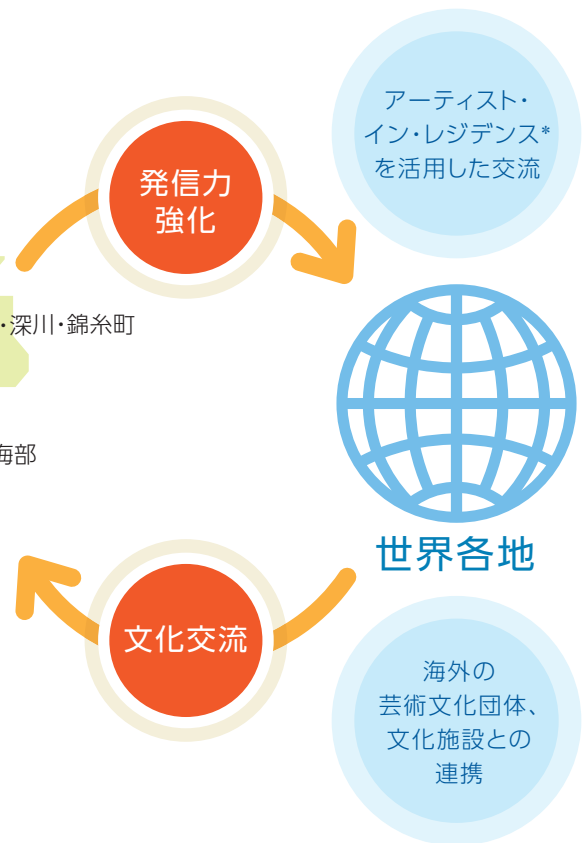 アーティスト・
イン・レジデンス*
を活用した交流
発信力
強化
・深川・錦糸町
海部
世界各地
文化交流
海外の
芸術文化団体、
文化施設との
連携